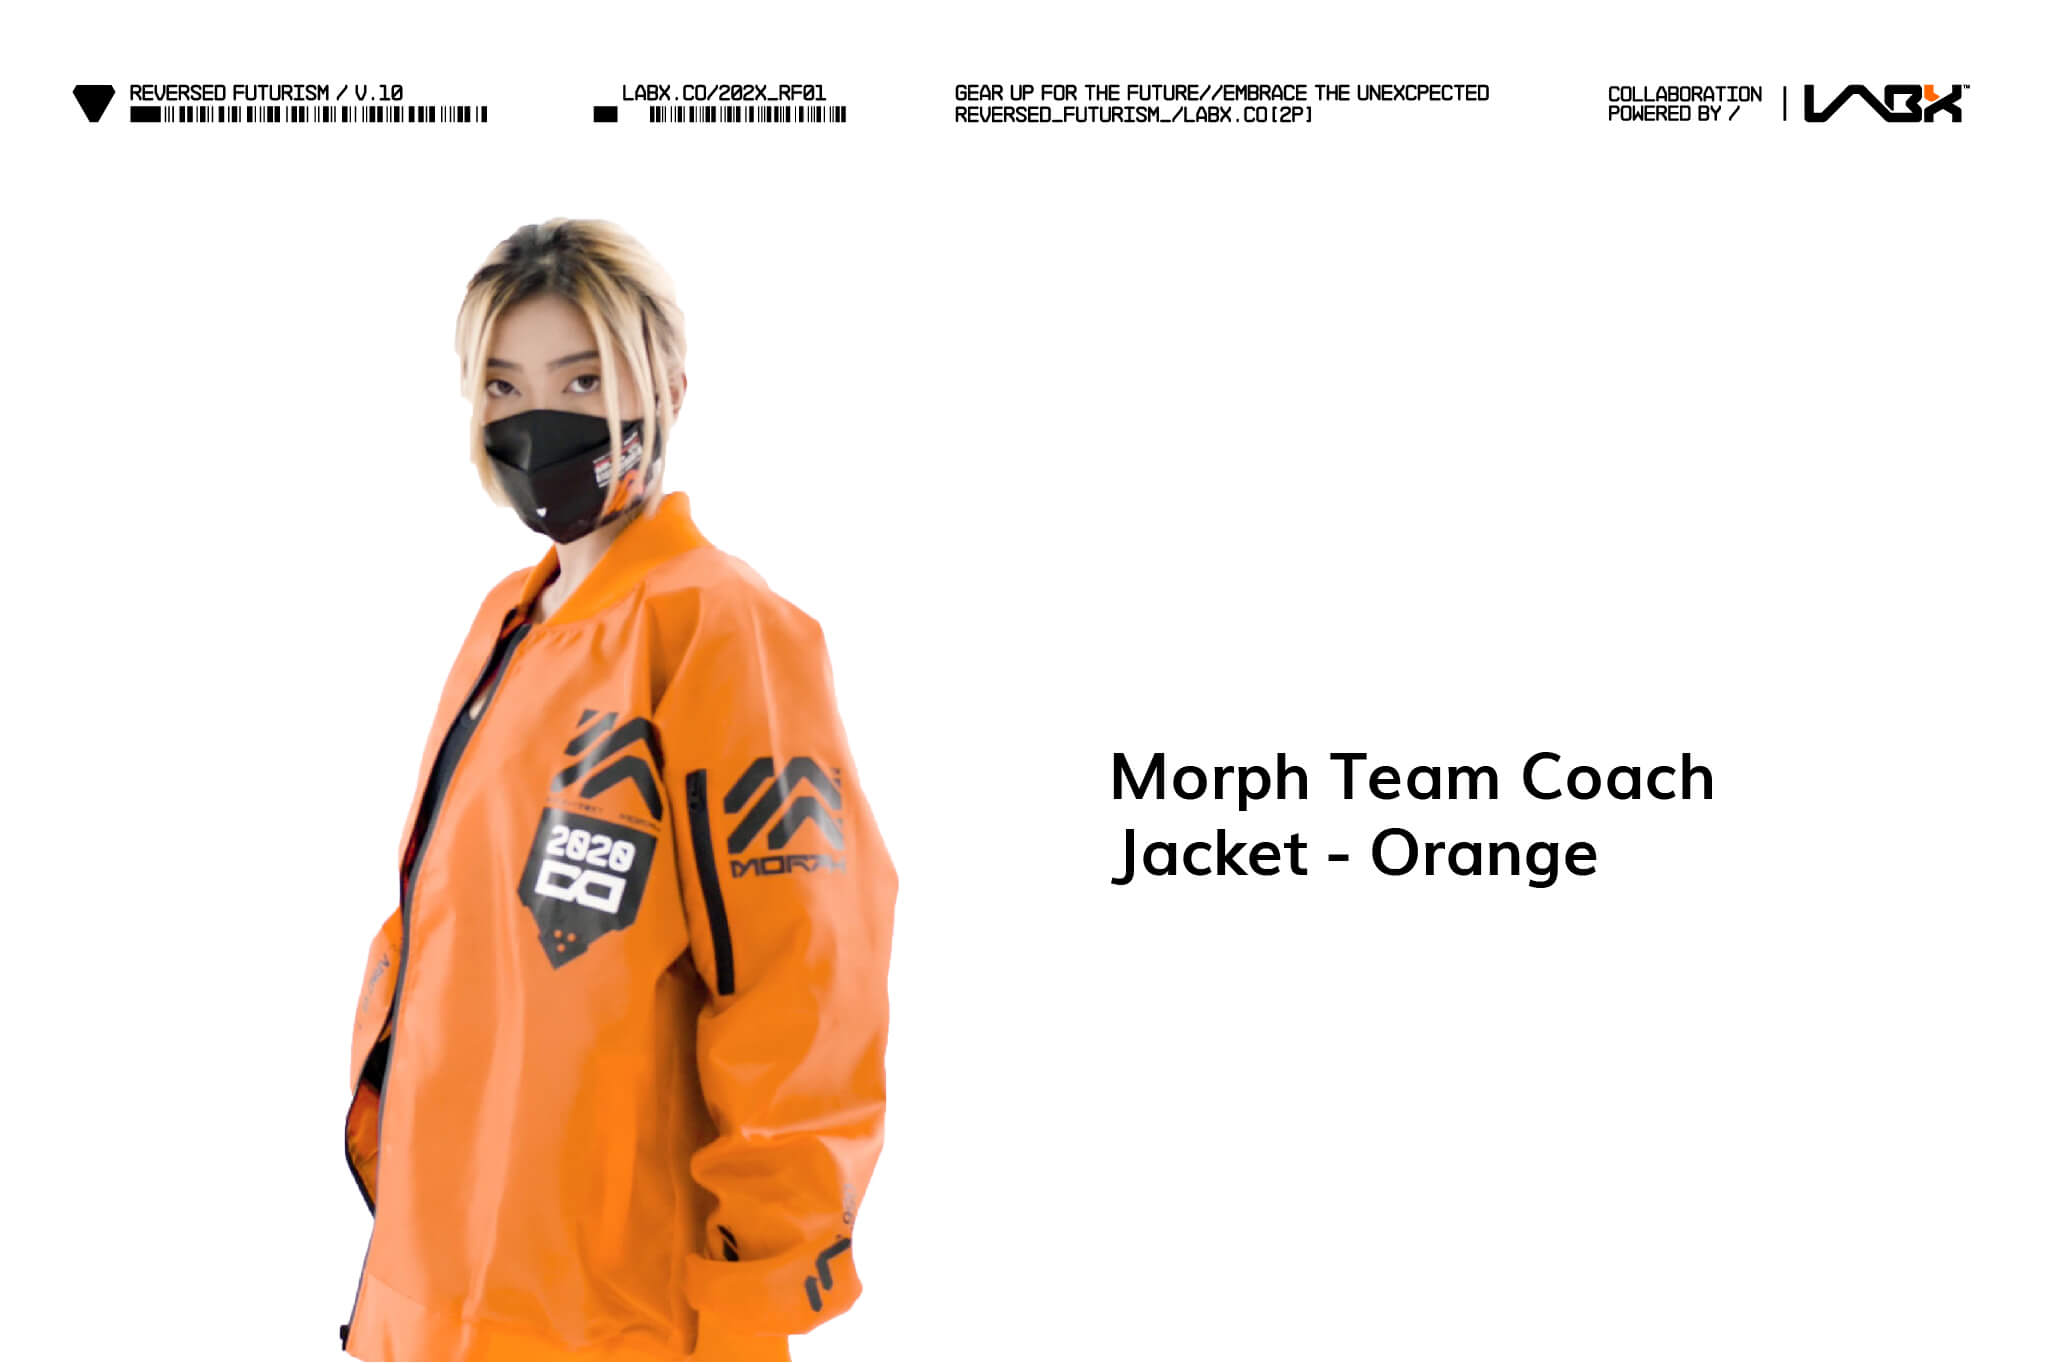 REVERSED FUTURISM / V.10
LABX.CO/202X_RF01
GEAR UP FOR THE FUTURE//EMBRACE THE UNEXCPECTED
REVERSED_FUTURISM_/LABX.CO[2P]
COLLABORATION
POWERED BY /
LABX™
2020
MORPH
Morph Team Coach
Jacket - Orange